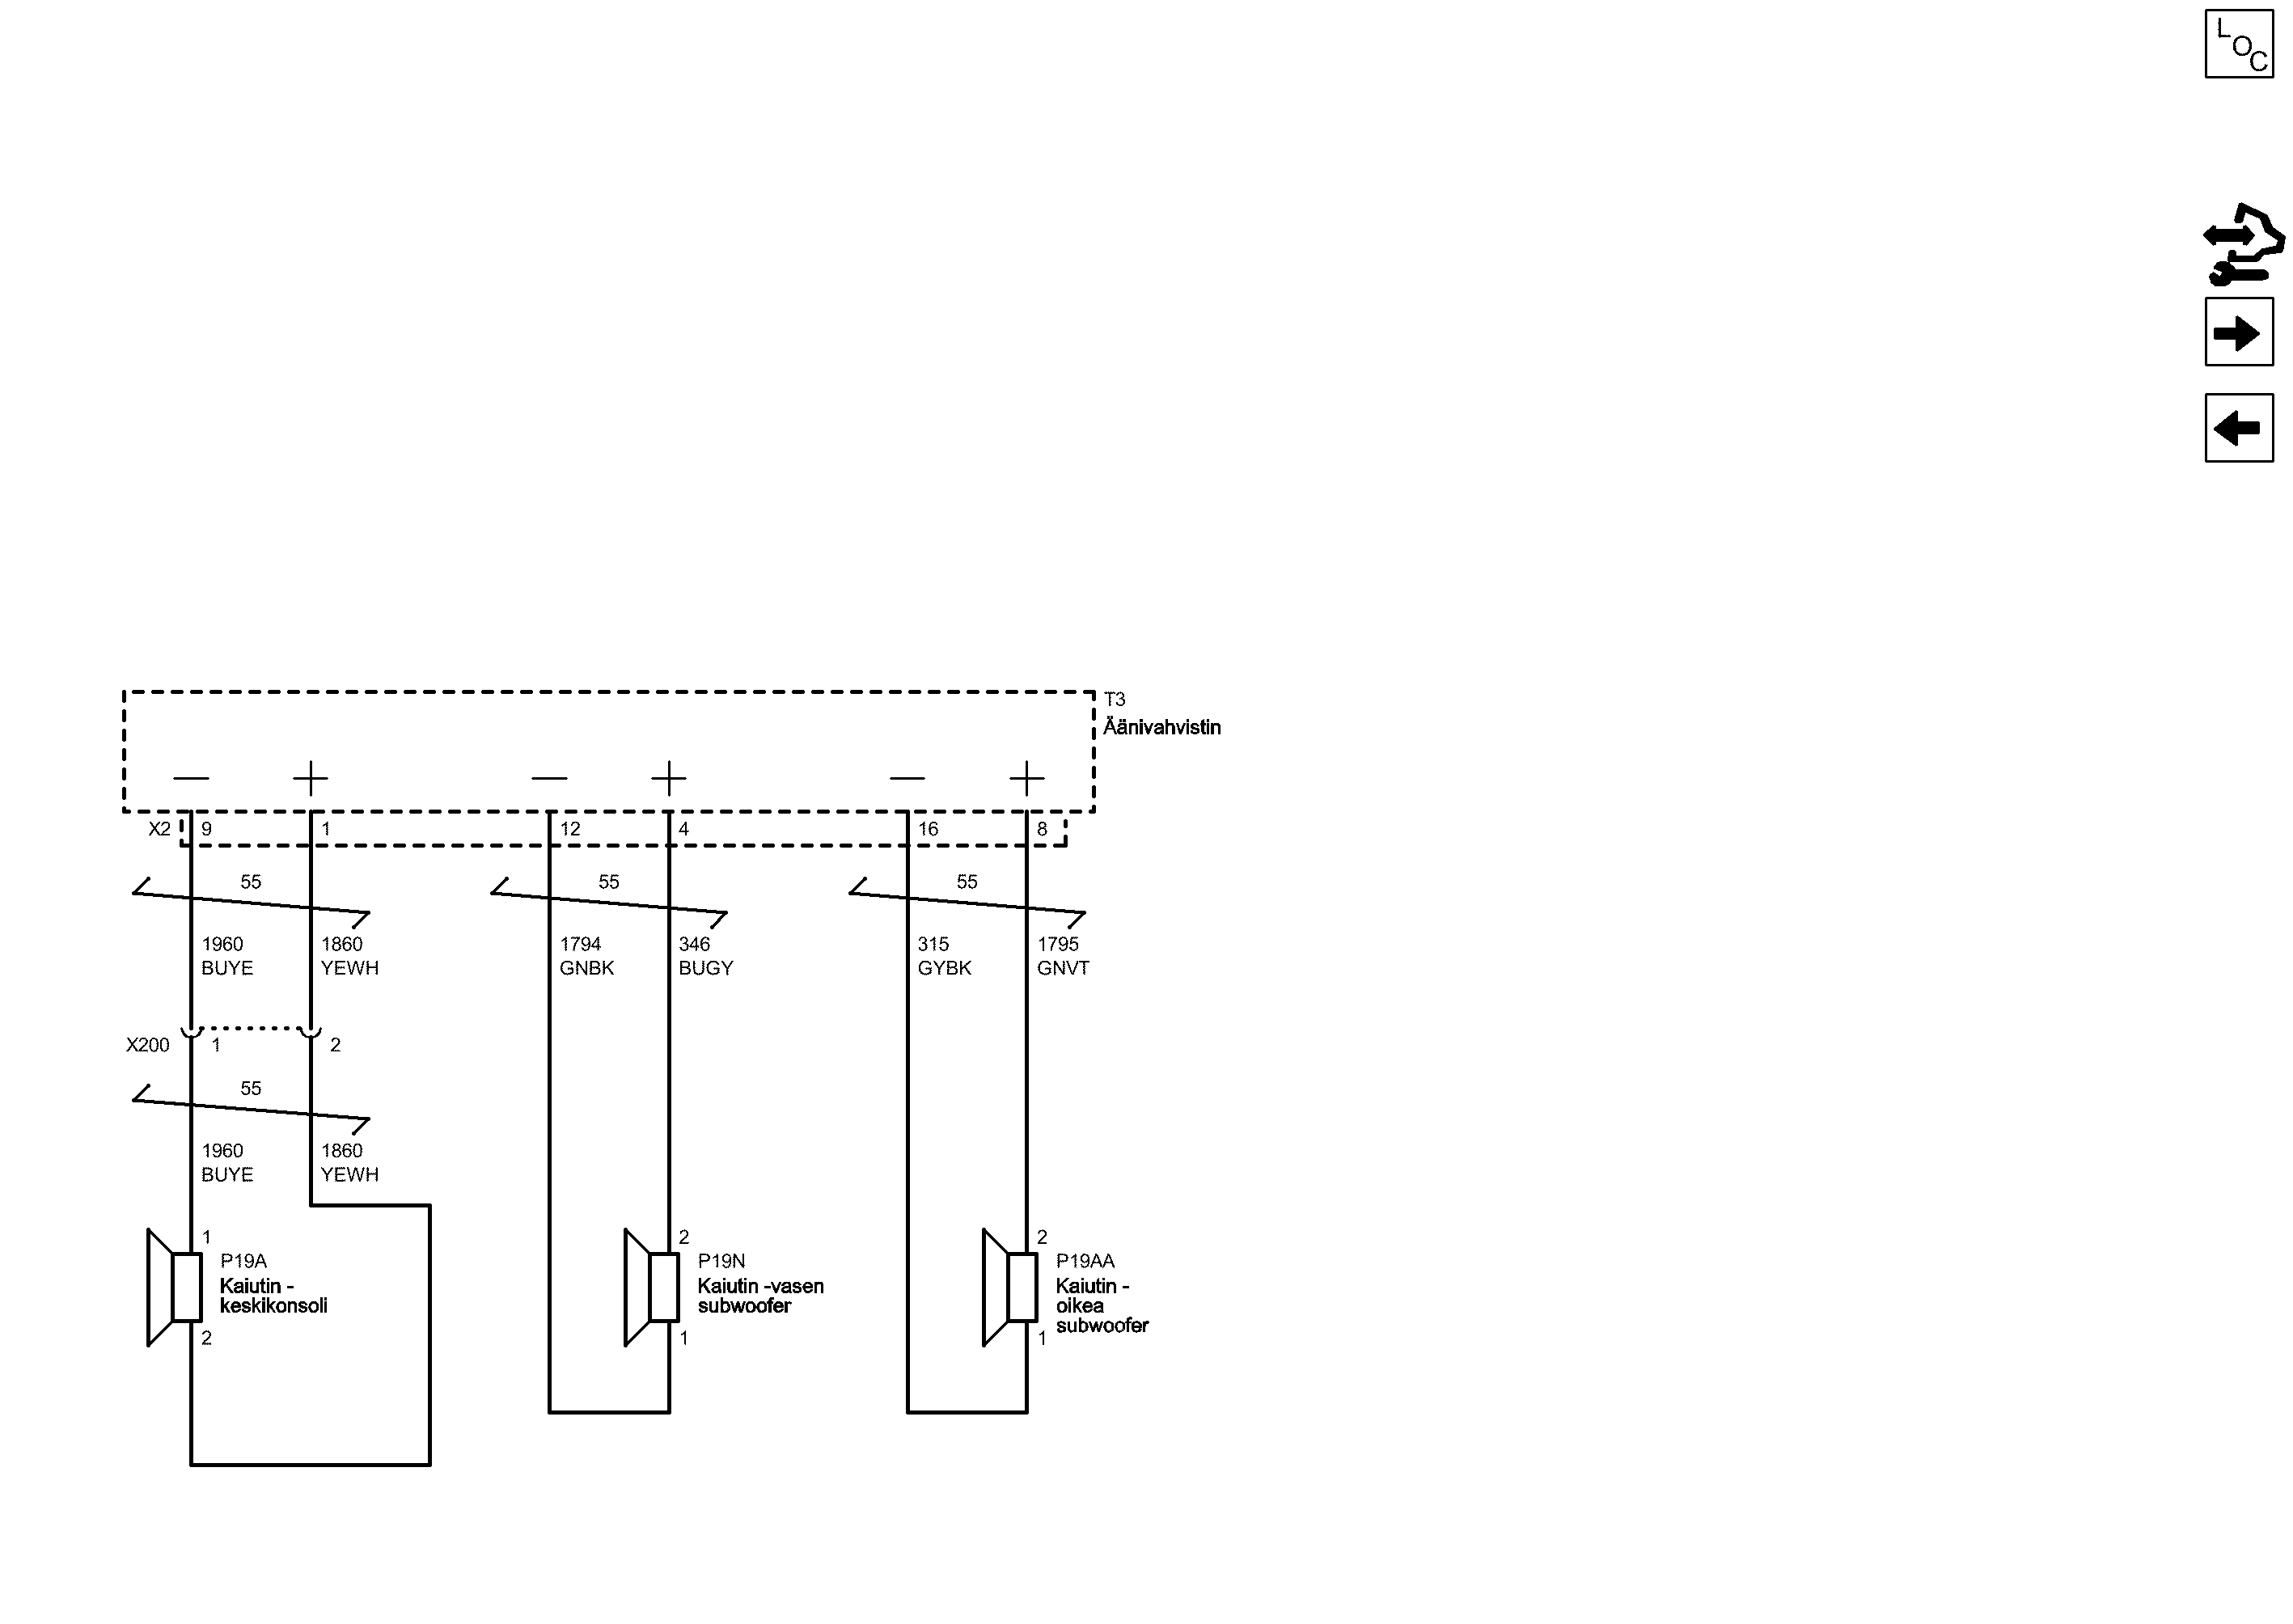 L
O
C
T3
Äänivahvistin
X2 9 1 12 4 16 8
55 55 55
1960 1860 1794 346 315 1795
BUYE YEWH GNBK BUGY GYBK GNVT
X200 1 2
55
1960 1860
BUYE YEWH
1 2 2
P19A P19N P19AA
Kaiutin - Kaiutin -vasen Kaiutin -
keskikonsoli subwoofer oikea
subwoofer
2 1 1